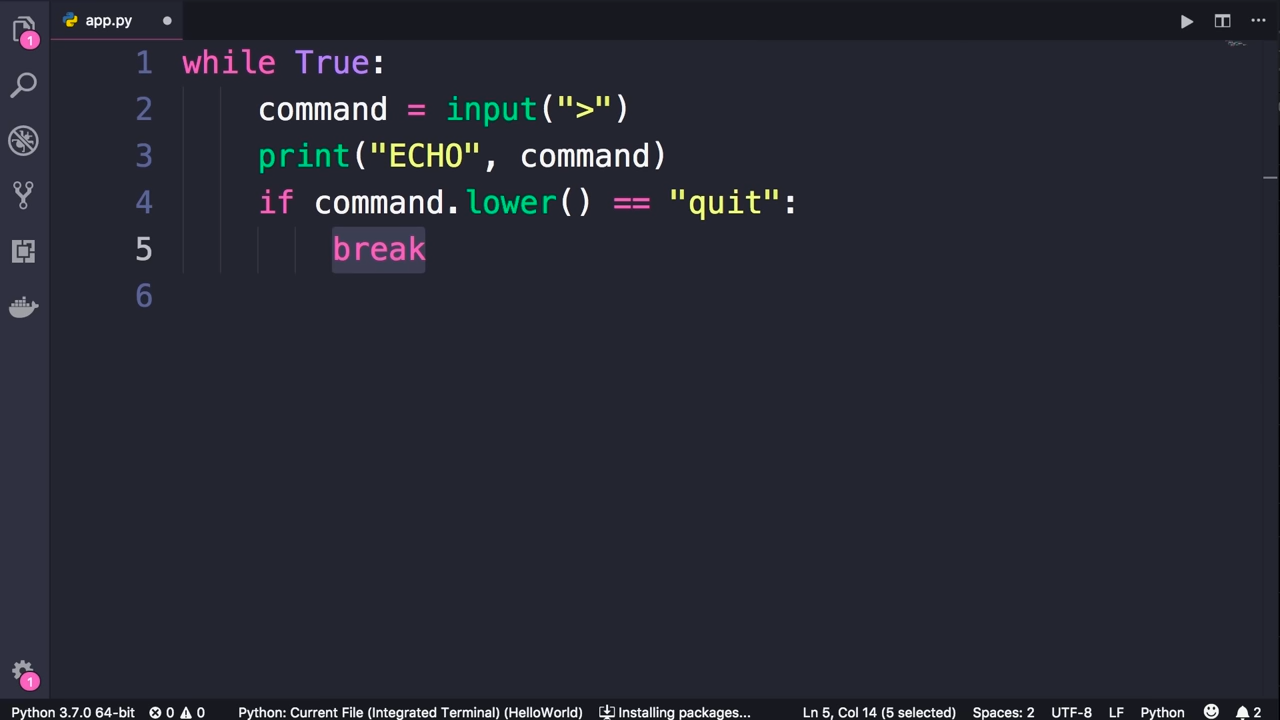 app.py
1 while True:
2     command = input(">")
3     print("ECHO", command)
4     if command.lower() == "quit":
5         break
6
1
1
Python 3.7.0 64-bit 0 0 Python: Current File (Integrated Terminal) (HelloWorld) Installing packages... Ln 5, Col 14 (5 selected) Spaces: 2 UTF-8 LF Python 2